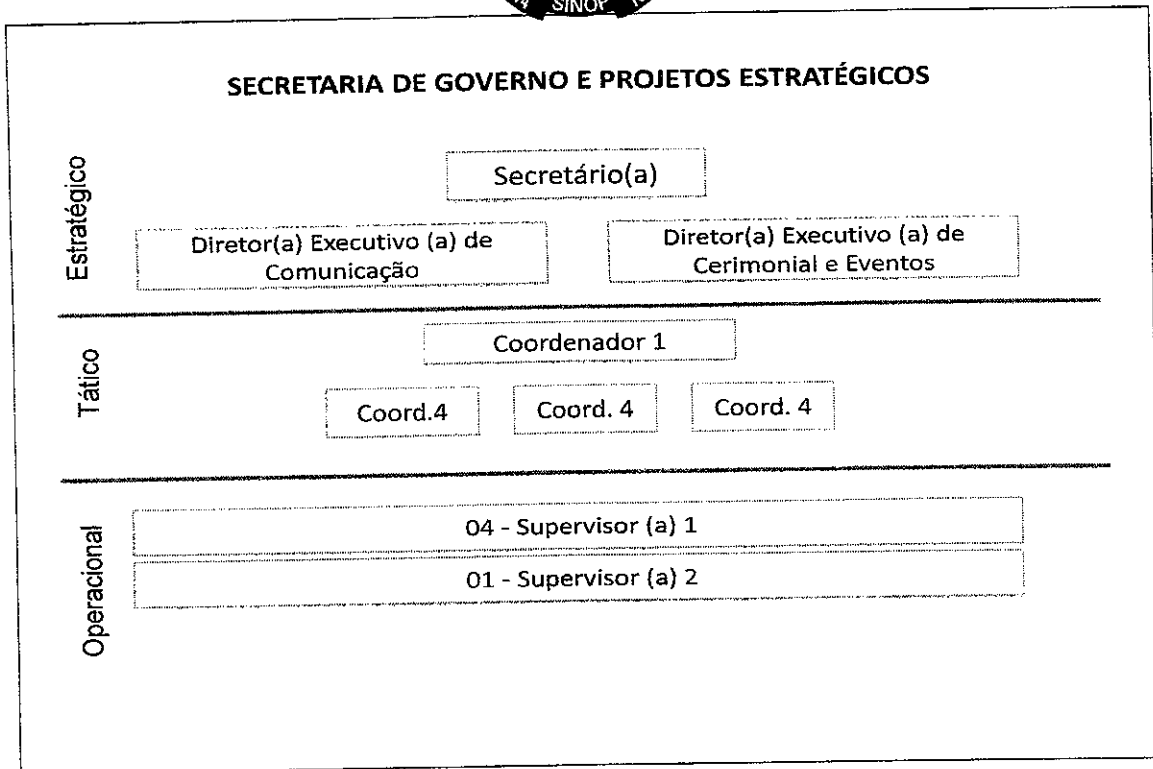 SINOP
SECRETARIA DE GOVERNO E PROJETOS ESTRATÉGICOS
Estratégico
Secretário(a)
Diretor(a) Executivo (a) de
Comunicação
Diretor(a) Executivo (a) de
Cerimonial e Eventos
Tático
Coordenador 1
Coord.4
Coord. 4
Coord. 4
Operacional
04 - Supervisor (a) 1
01 - Supervisor (a) 2